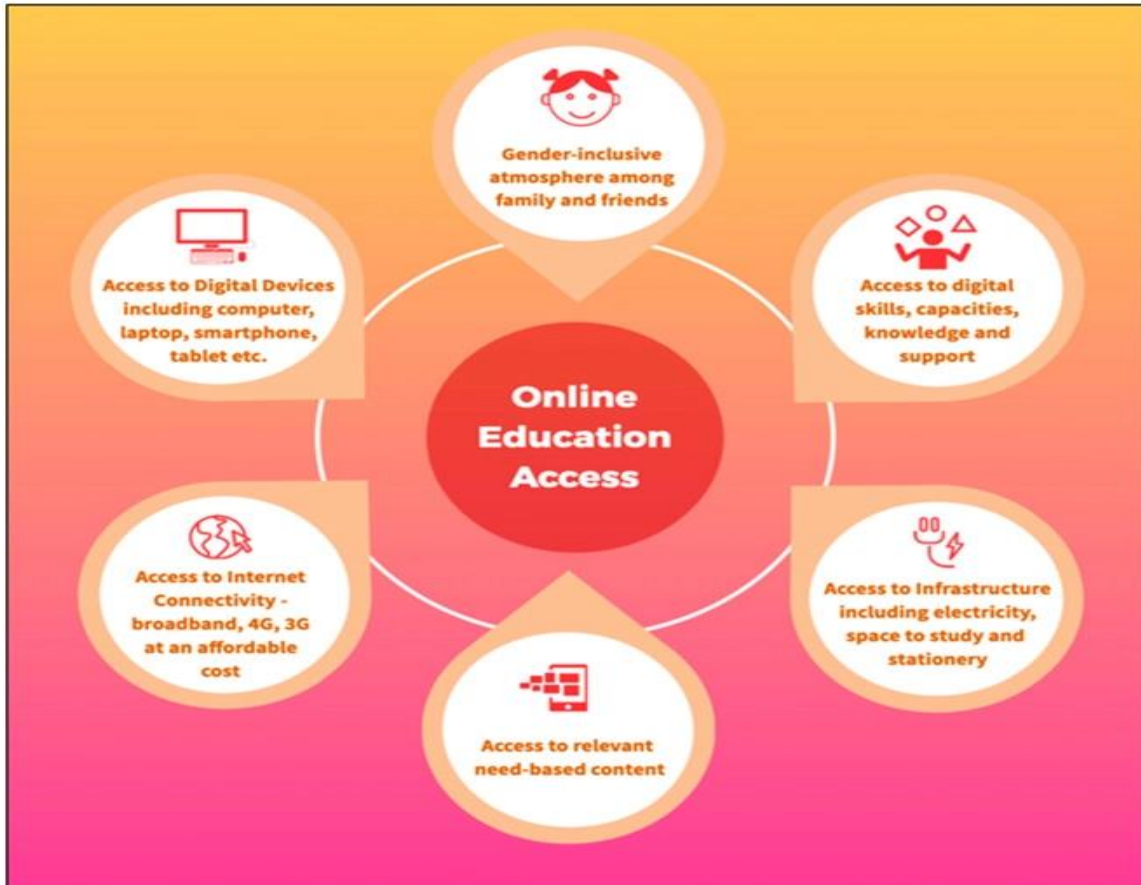 Gender-inclusive
atmosphere among
family and friends
Access to Digital Devices
including computer,
laptop, smartphone,
tablet etc.
Access to digital
skills, capacities,
knowledge and
support
Online
Education
Access
Access to Internet
Connectivity -
broadband, 4G, 3G
at an affordable
cost
Access to Infrastructure
including electricity,
space to study and
stationery
Access to relevant
need-based content